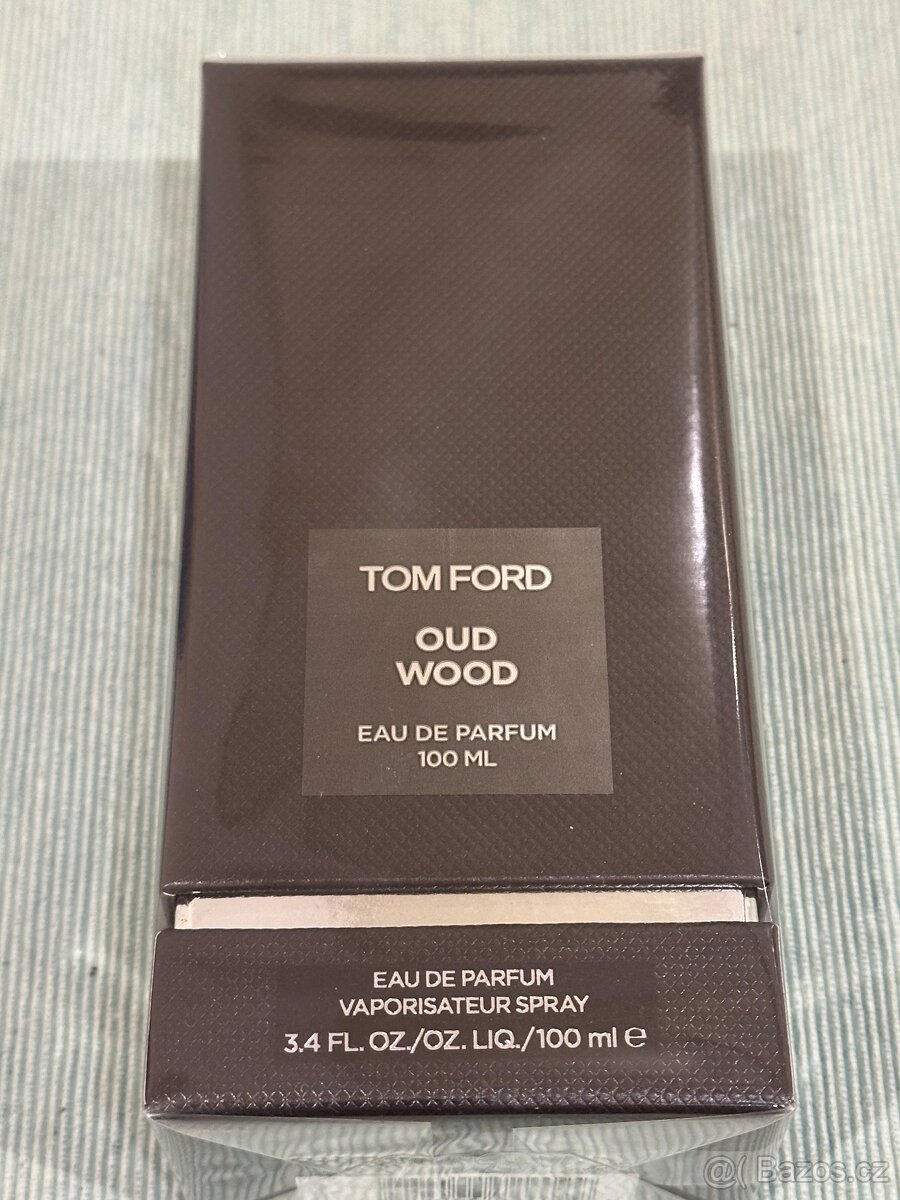 TOM FORD
OUD
WOOD
EAU DE PARFUM
100 ML
EAU DE PARFUM
VAPORISATEUR SPRAY
3.4 FL. OZ./OZ. LIQ./100 ml ℮
@( Bazos.cz